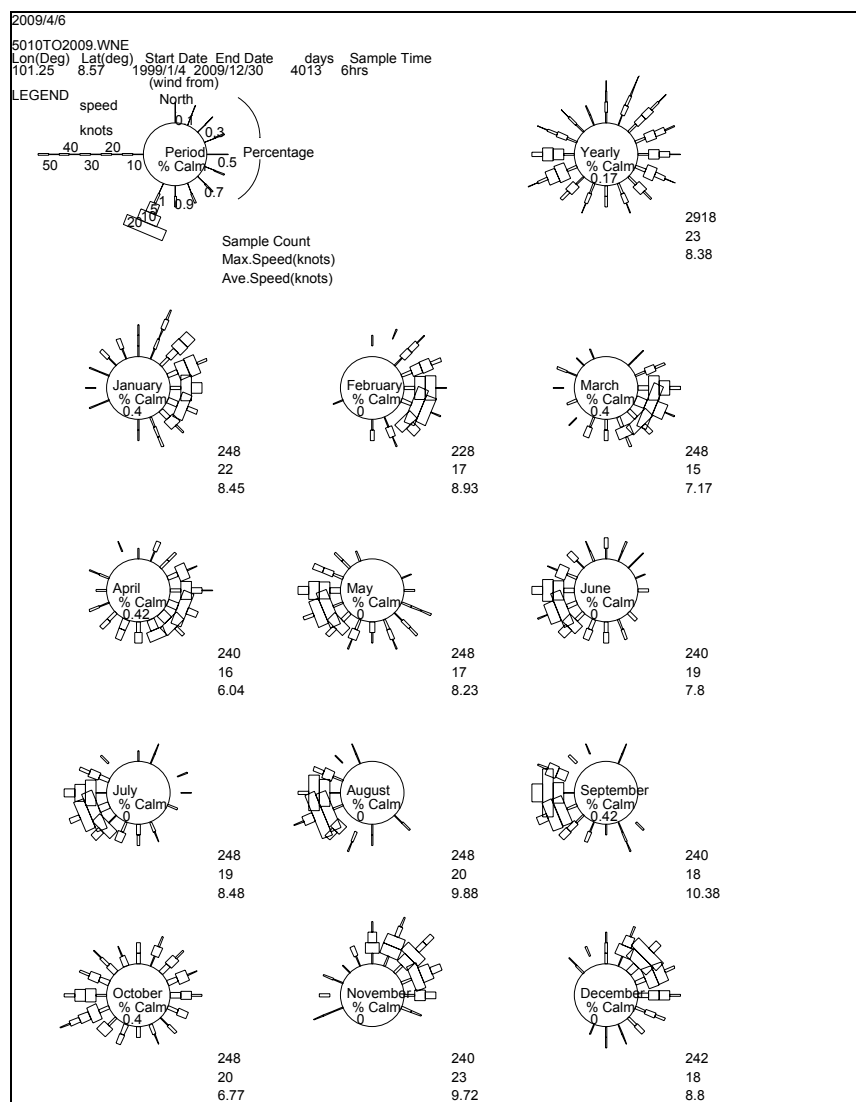 2009/4/6
5010TO2009.WNE
Lon(Deg) Lat(deg) Start Date End Date days Sample Time
101.25 8.57 1999/1/4 2009/12/30 4013 6hrs
(wind from)
LEGEND North
speed
knots
0.1
0.3
0.5
0.7
0.9
1
5
10
20
40 20
50 30 10
Period
% Calm
Percentage
Sample Count
Max.Speed(knots)
Ave.Speed(knots)
Yearly
% Calm
0.17
2918
23
8.38
January
% Calm
0.4
248
22
8.45
February
% Calm
0
228
17
8.93
March
% Calm
0.4
248
15
7.17
April
% Calm
0.42
240
16
6.04
May
% Calm
0
248
17
8.23
June
% Calm
0
240
19
7.8
July
% Calm
0
248
19
8.48
August
% Calm
0
248
20
9.88
September
% Calm
0.42
240
18
10.38
October
% Calm
0.4
248
20
6.77
November
% Calm
0
240
23
9.72
December
% Calm
0
242
18
8.8